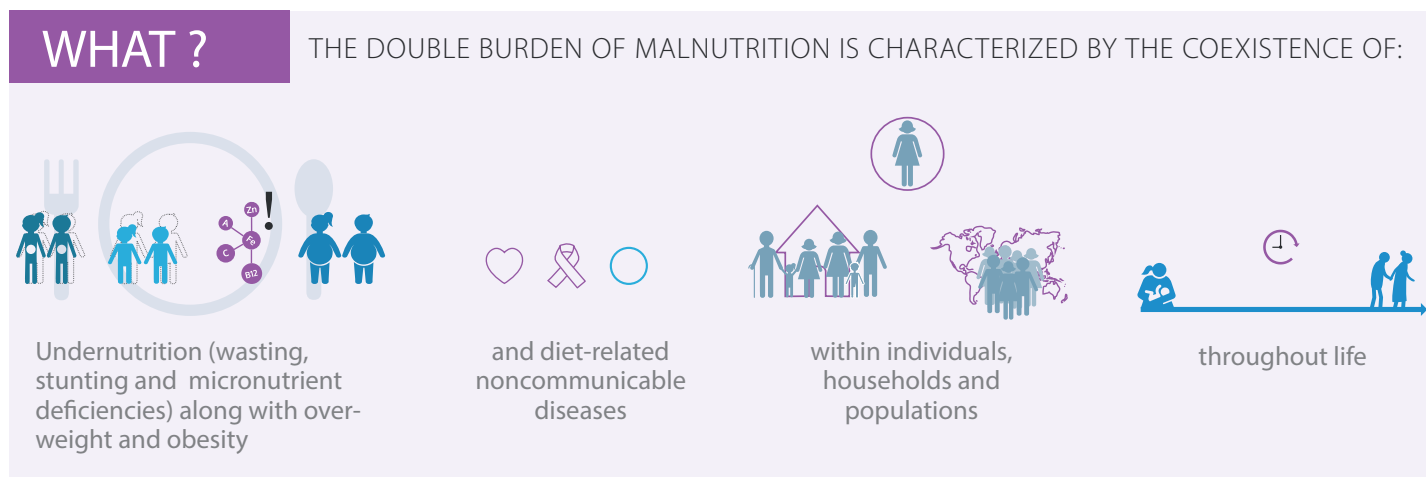 WHAT ?
THE DOUBLE BURDEN OF MALNUTRITION IS CHARACTERIZED BY THE COEXISTENCE OF:
Zn
A
!
Fe
C
B12
Undernutrition (wasting,
stunting and micronutrient
deficiencies) along with over-
weight and obesity
and diet-related
noncommunicable
diseases
within individuals,
households and
populations
throughout life